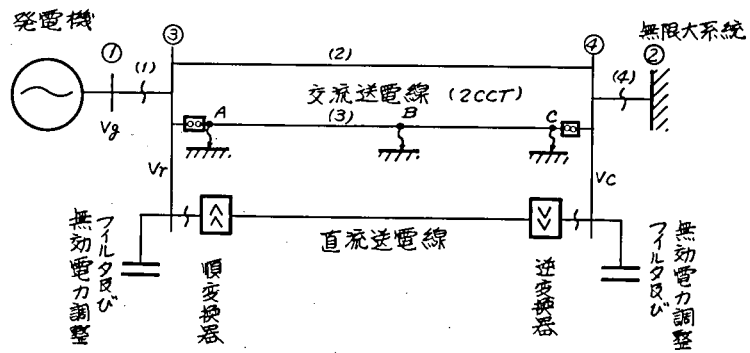 発電機
①
(1)
Vg
③
(2)
④
無限大系統
②
(4)
交流送電線 (2CCT)
A
(3)
B
C
Vr
Vc
直流送電線
フィルタ及び
無効電力調整
順変換器
逆変換器
フィルタ及び
無効電力調整